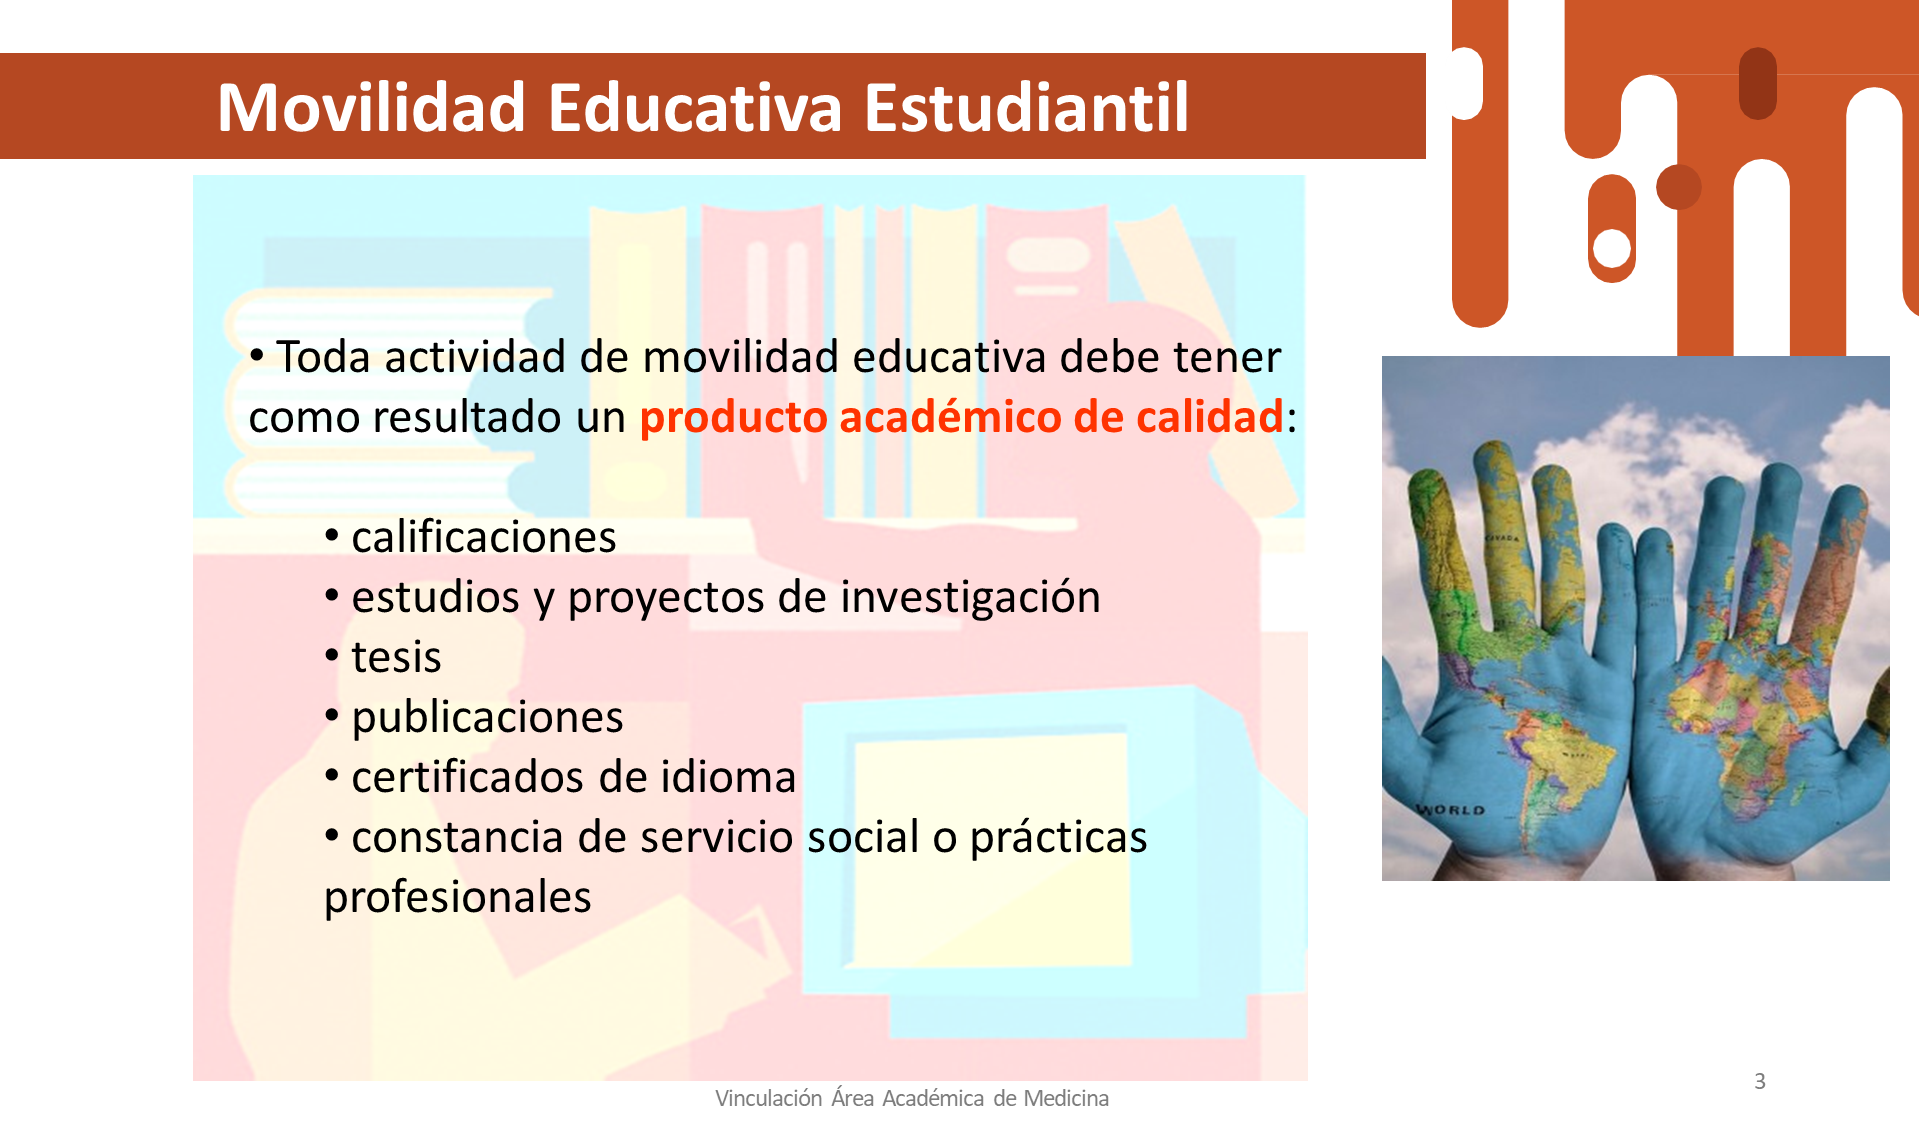 Movilidad Educativa Estudiantil
• Toda actividad de movilidad educativa debe tener
como resultado un producto académico de calidad:
• calificaciones
• estudios y proyectos de investigación
• tesis
• publicaciones
• certificados de idioma
• constancia de servicio social o prácticas
profesionales
CANADA
WORLD
Vinculación Área Académica de Medicina
3